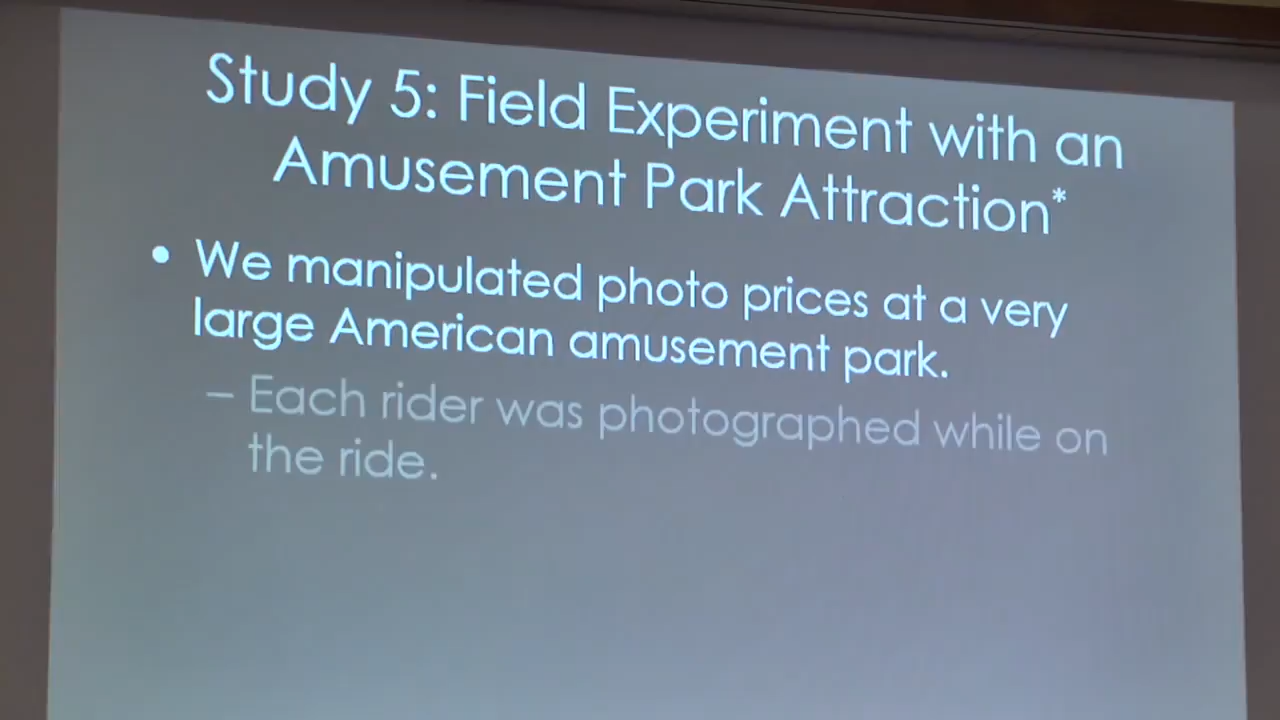 Study 5: Field Experiment with an
Amusement Park Attraction*
• We manipulated photo prices at a very
large American amusement park.
– Each rider was photographed while on
the ride.